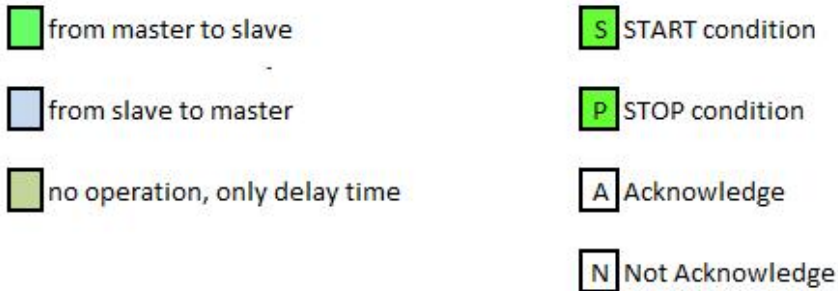 from master to slave
S START condition
from slave to master
P STOP condition
no operation, only delay time
A Acknowledge
N Not Acknowledge